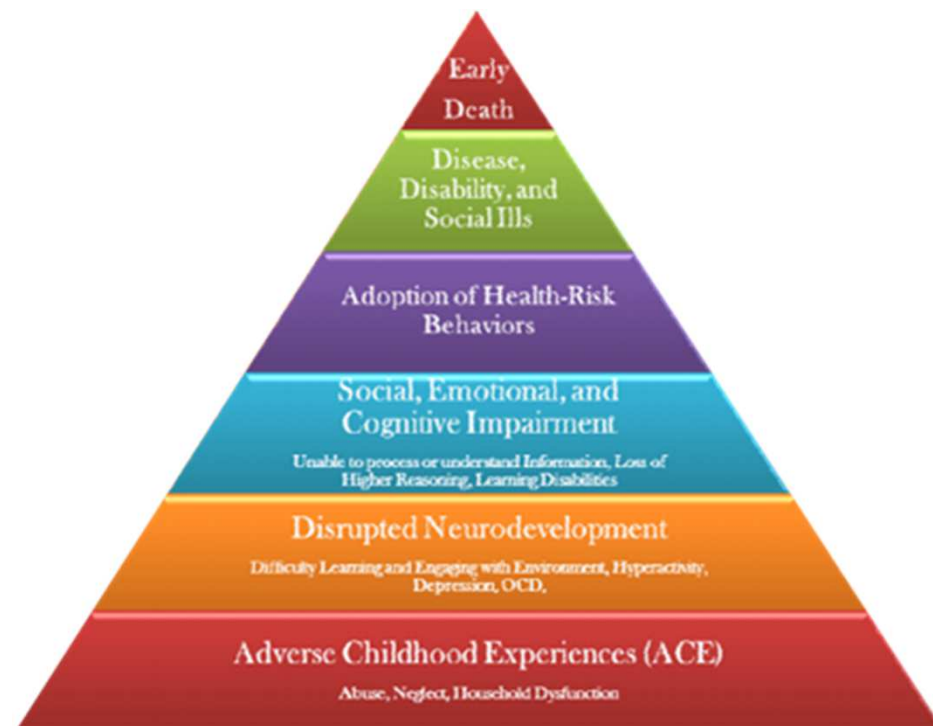 Early
Death
Disease,
Disability, and
Social Ills
Adoption of Health-Risk
Behaviors
Social, Emotional, and
Cognitive Impairment
Unable to process or understand Information, Loss of
Higher Reasoning, Learning Disabilities
Disrupted Neurodevelopment
Difficulty Learning and Engaging with Environment, Hyperactivity,
Depression, OCD,
Adverse Childhood Experiences (ACE)
Abuse, Neglect, Household Dysfunction